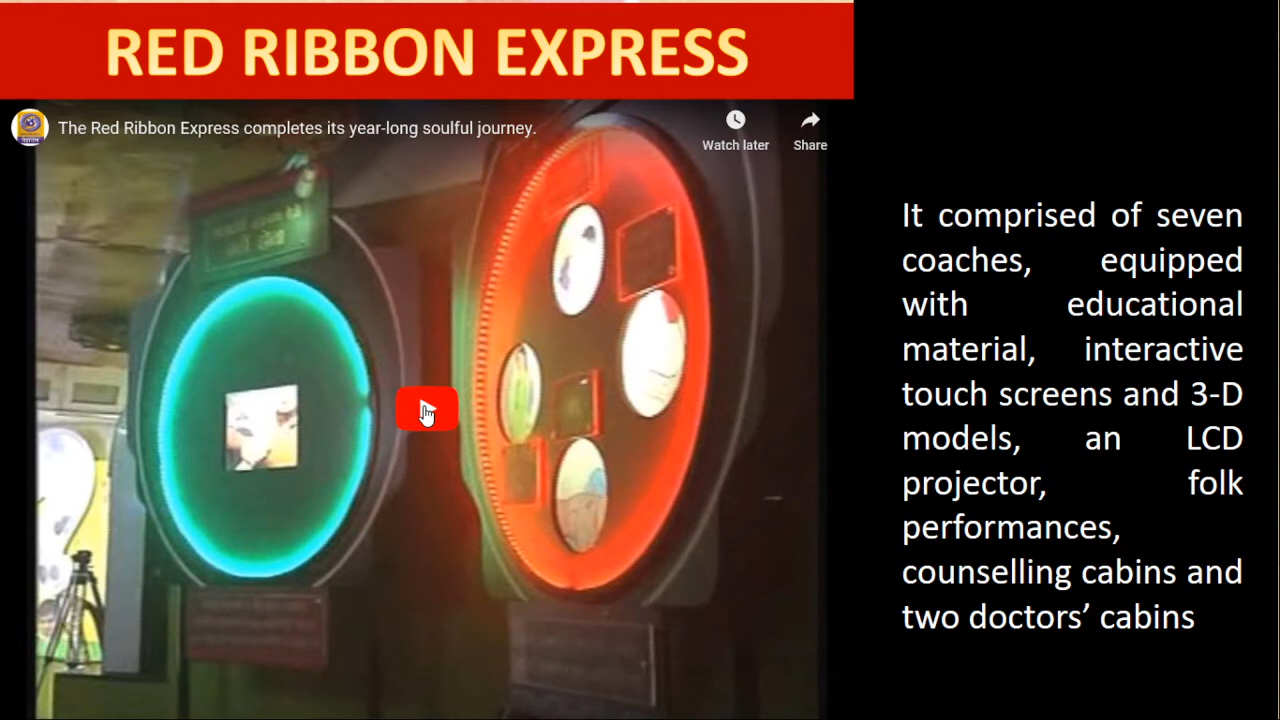 RED RIBBON EXPRESS
The Red Ribbon Express completes its year-long soulful journey.
Watch later
Share
It comprised of seven
coaches, equipped
with educational
material, interactive
touch screens and 3-D
models, an LCD
projector, folk
performances,
counselling cabins and
two doctors’ cabins